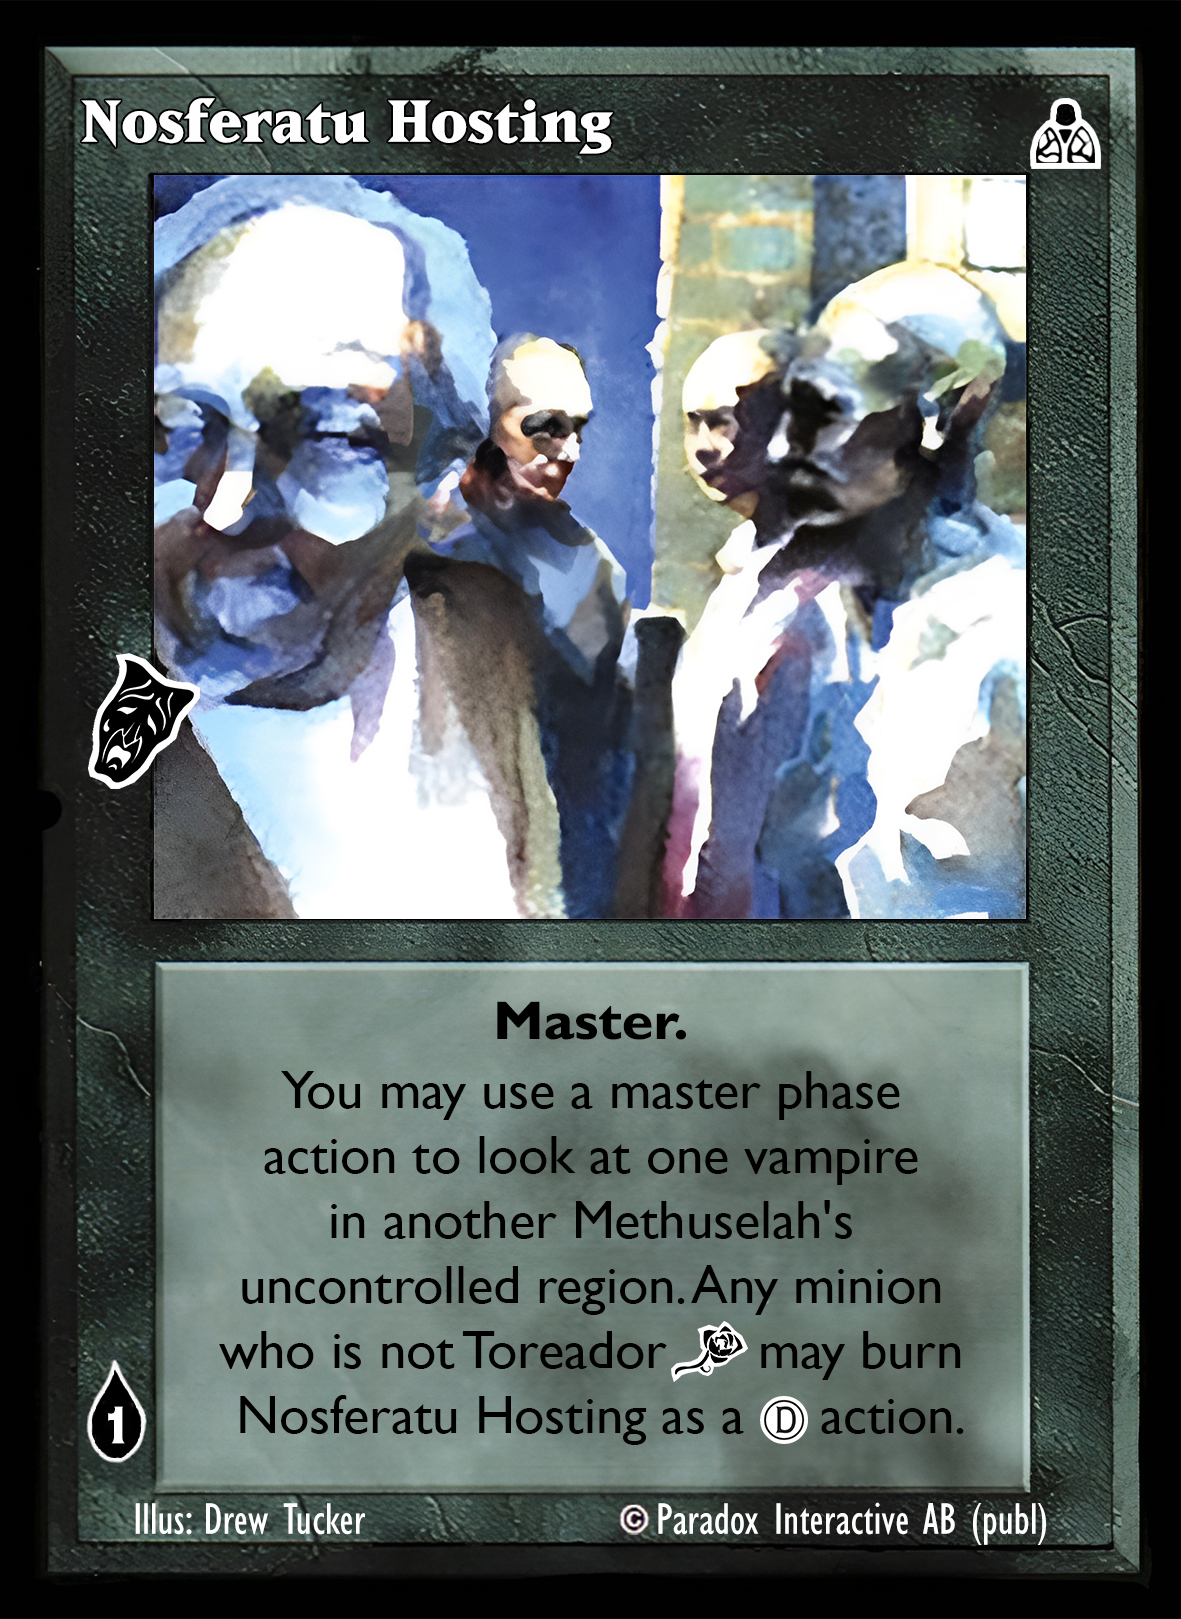 Nosferatu Hosting
Master.
You may use a master phase
action to look at one vampire
in another Methuselah's
uncontrolled region. Any minion
who is not Toreador may burn
Nosferatu Hosting as a D action.
1
Illus: Drew Tucker
© Paradox Interactive AB (publ)